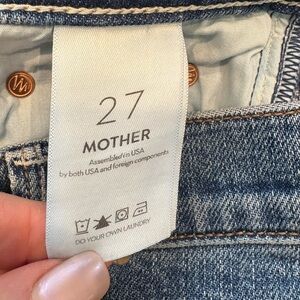 27
MOTHER
Assembled in USA
by both USA and foreign components
DO YOUR OWN LAUNDRY